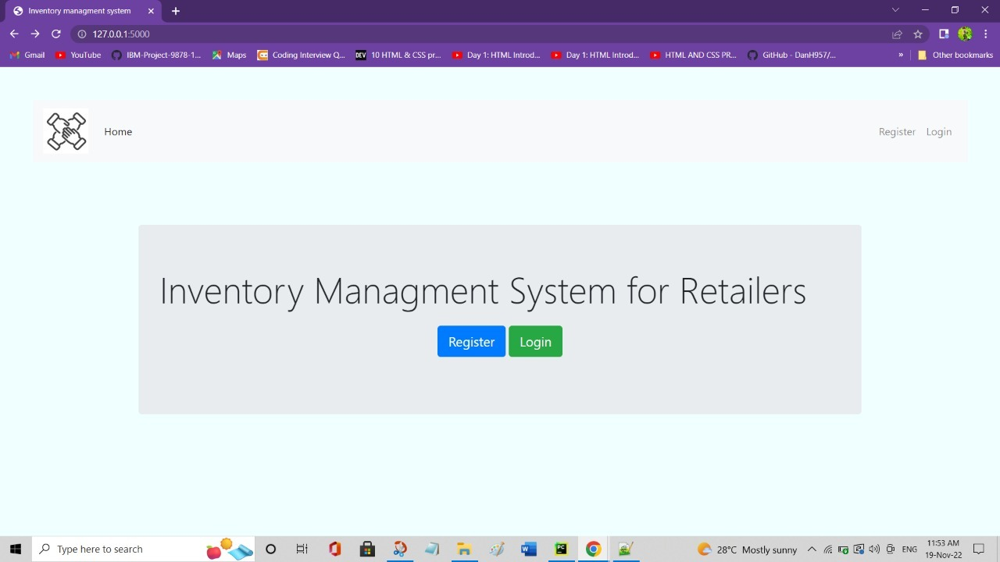 Inventory managment system
127.0.0.1:5000
Gmail YouTube IBM-Project-9878-1... Maps Coding Interview Q... DEV 10 HTML & CSS pr... Day 1: HTML Introd... Day 1: HTML Introd... HTML AND CSS PR... GitHub - DanH957/... » Other bookmarks
Home Register Login
Inventory Managment System for Retailers
Register Login
Type here to search
PC
28°C Mostly sunny
ENG
11:53 AM
19-Nov-22